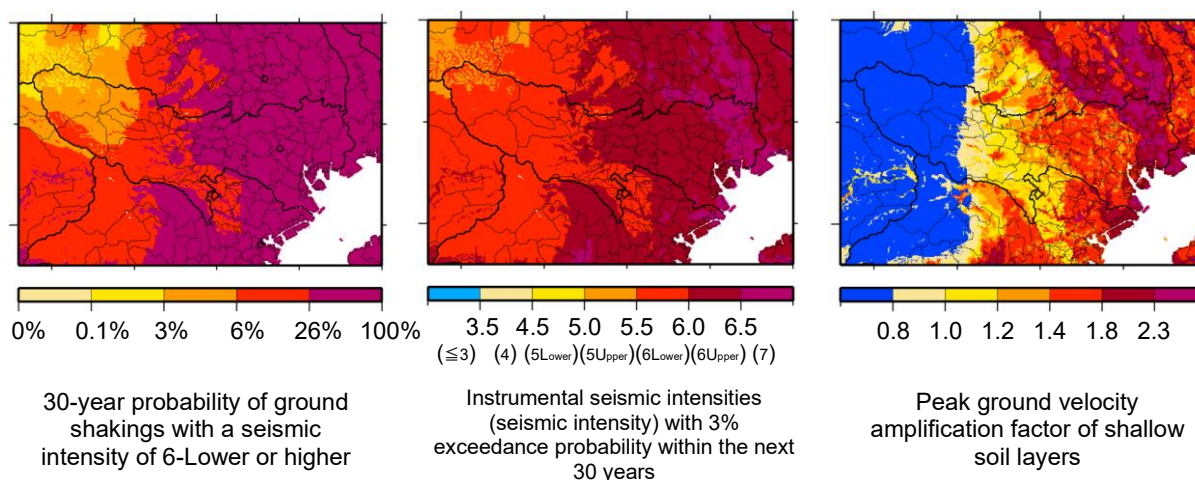 0% 0.1% 3% 6% 26% 100%
3.5 4.5 5.0 5.5 6.0 6.5
(≦3) (4) (5Lower)(5Upper)(6Lower)(6Upper) (7)
0.8 1.0 1.2 1.4 1.8 2.3
30-year probability of ground
shakings with a seismic
intensity of 6-Lower or higher
Instrumental seismic intensities
(seismic intensity) with 3%
exceedance probability within the next
30 years
Peak ground velocity
amplification factor of shallow
soil layers